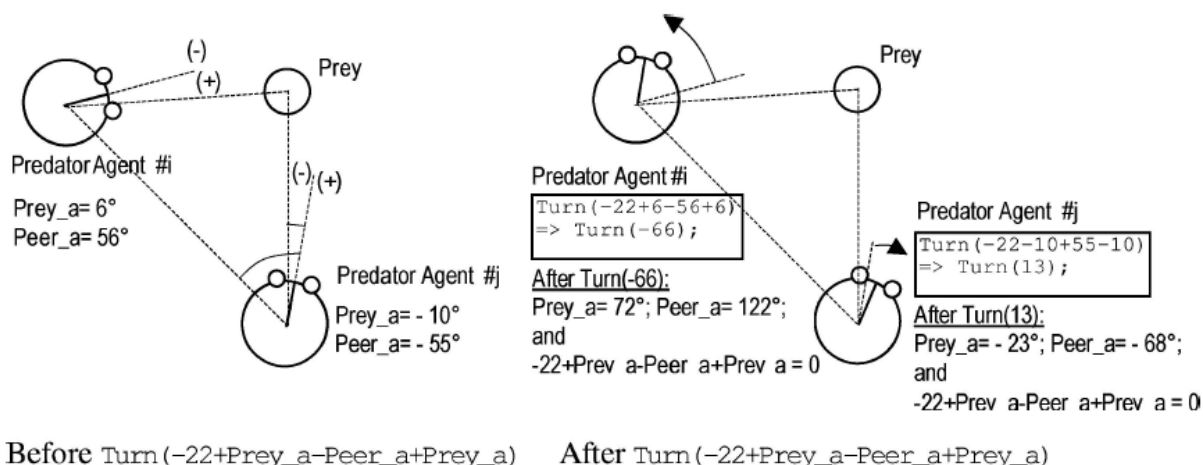 (-)
(+)
Prey
Predator Agent #i
Prey_a= 6°
Peer_a= 56°
(-)
(+)
Predator Agent #j
Prey_a= - 10°
Peer_a= - 55°
Prey
Predator Agent #i
Turn(-22+6-56+6)
=> Turn(-66);
After Turn(-66):
Prey_a= 72°; Peer_a= 122°;
and
-22+Prey_a-Peer_a+Prey_a = 0
Predator Agent #j
Turn(-22-10+55-10)
=> Turn(13);
After Turn(13):
Prey_a= - 23°; Peer_a= - 68°;
and
-22+Prey_a-Peer_a+Prey_a = 0
Before Turn(-22+Prey_a-Peer_a+Prey_a)
After Turn(-22+Prey_a-Peer_a+Prey_a)